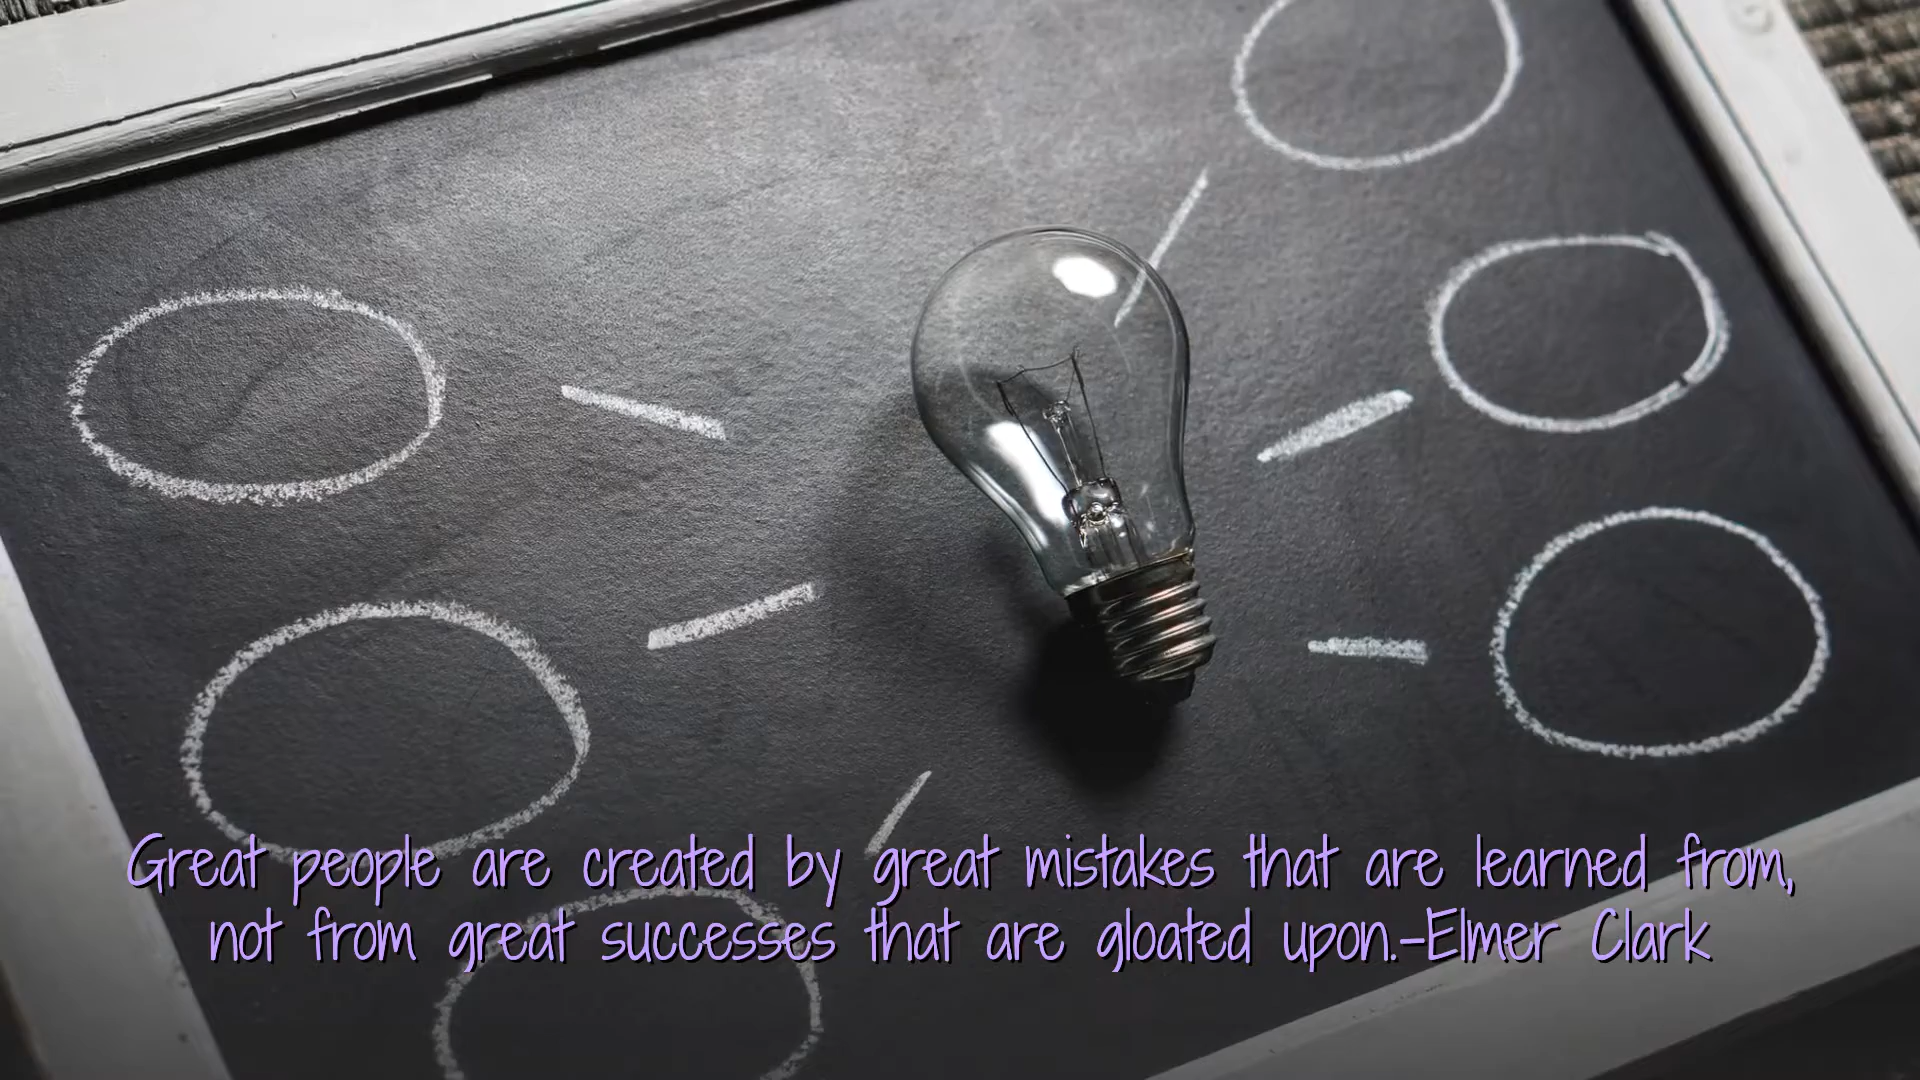 Great people are created by great mistakes that are learned from,
not from great successes that are gloated upon.-Elmer Clark